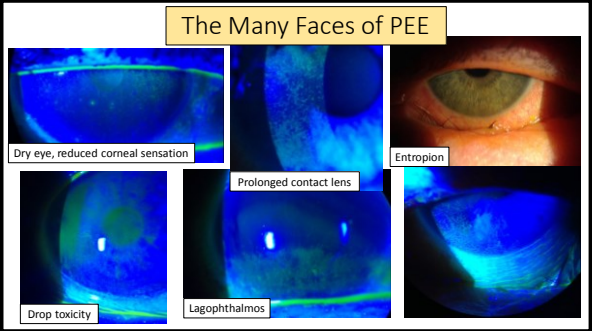 The Many Faces of PEE
Dry eye, reduced corneal sensation
Prolonged contact lens
Entropion
Drop toxicity
Lagophthalmos